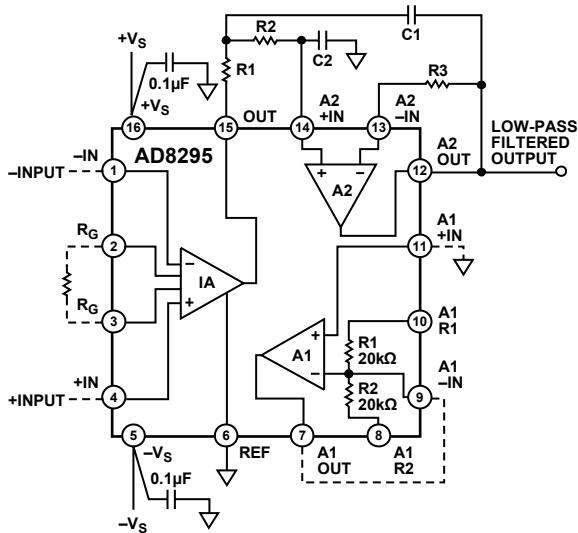 R2
C1
+VS
R1
C2
0.1µF
R3
+VS
OUT
A2
+IN
A2
–IN
16
15
14
13
LOW-PASS
FILTERED
OUTPUT
AD8295
A2
OUT
–IN
+
–
–INPUT
1
A2
12
A1
+IN
RG
2
11
–
IA
+
RG
3
+
10
A1
R1
A1
R1
20kΩ
–
A1
–IN
+IN
R2
20kΩ
+INPUT
4
9
5
6
7
8
–VS
REF
A1
OUT
A1
R2
0.1µF
–VS